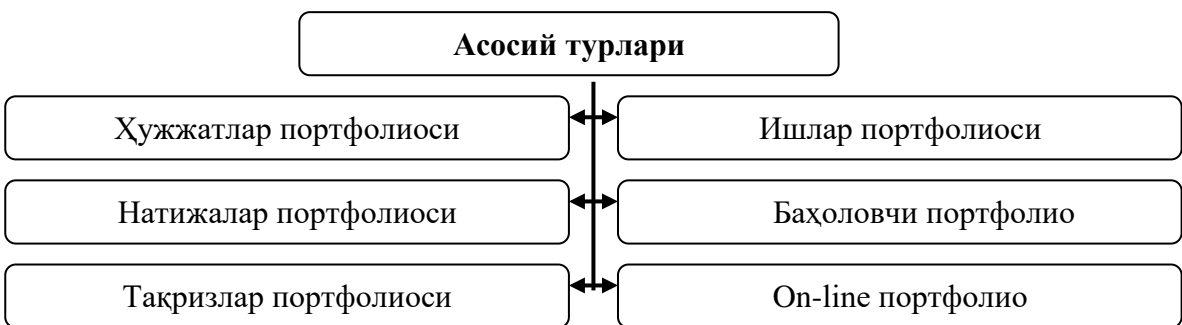 Асосий турлари
Ҳужжатлар портфолиоси
Ишлар портфолиоси
Натижалар портфолиоси
Баҳоловчи портфолио
Тақризлар портфолиоси
On-line портфолио